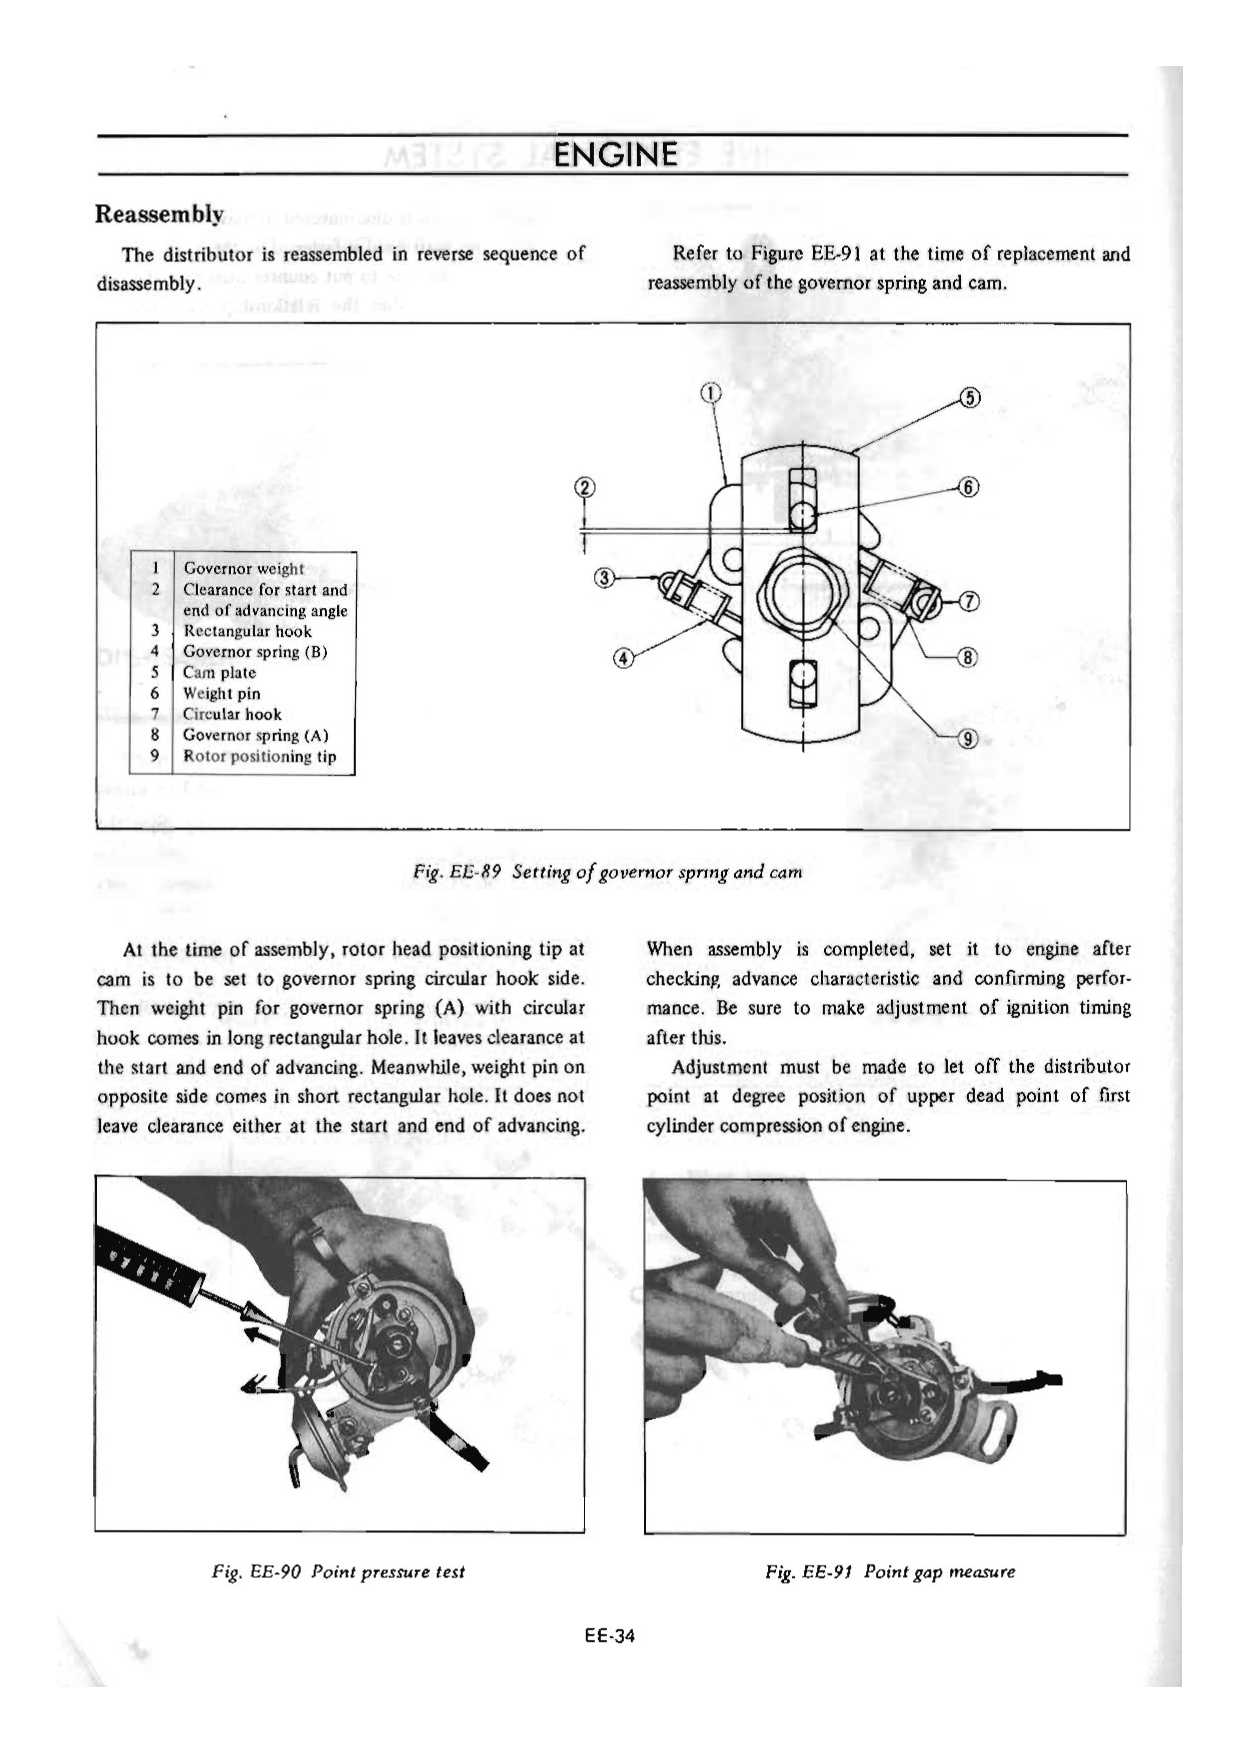 ENGINE
Reassembly
The distributor is reassembled in reverse sequence of
disassembly.
Refer to Figure EE-91 at the time of replacement and
reassembly of the governor spring and cam.
1
2
3
4
5
6
7
8
9
1 Governor weight
2 Clearance for start and
end of advancing angle
3 Rectangular hook
4 Governor spring (B)
5 Cam plate
6 Weight pin
7 Circular hook
8 Governor spring (A)
9 Rotor positioning tip
Fig. EE-89 Setting of governor spring and cam
At the time of assembly, rotor head positioning tip at
cam is to be set to governor spring circular hook side.
Then weight pin for governor spring (A) with circular
hook comes in long rectangular hole. It leaves clearance at
the start and end of advancing. Meanwhile, weight pin on
opposite side comes in short rectangular hole. It does not
leave clearance either at the start and end of advancing.
When assembly is completed, set it to engine after
checking, advance characteristic and confirming perfor-
mance. Be sure to make adjustment of ignition timing
after this.
Adjustment must be made to let off the distributor
point at degree position of upper dead point of first
cylinder compression of engine.
Fig. EE-90 Point pressure test
Fig. EE-91 Point gap measure
EE-34